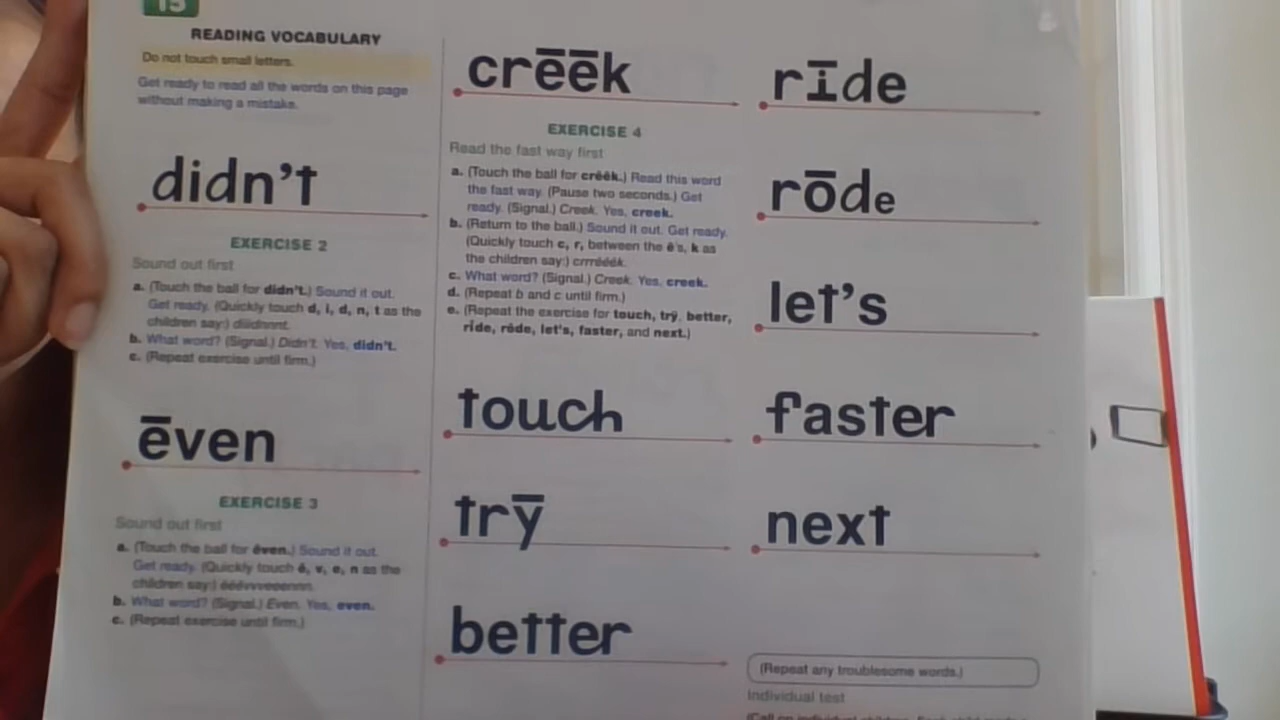 15
READING VOCABULARY
Do not touch small letters.
Get ready to read all the words on this page
without making a mistake.
didn't
EXERCISE 2
Sound out first
a. (Touch the ball for didn't.) Sound it out.
Get ready. (Quickly touch d, i, d, n, t as the
children say:) diiidnnnt.
b. What word? (Signal.) Didn't. Yes, didn't.
c. (Repeat exercise until firm.)
ēven
EXERCISE 3
Sound out first
a. (Touch the ball for ēven.) Sound it out.
Get ready. (Quickly touch ē, v, e, n as the
children say:) ēēēvvveeennn.
b. What word? (Signal.) Even. Yes, even.
c. (Repeat exercise until firm.)
crēēk
EXERCISE 4
Read the fast way first
a. (Touch the ball for crēēk.) Read this word
the fast way. (Pause two seconds.) Get
ready. (Signal.) Creek. Yes, creek.
b. (Return to the ball.) Sound it out. Get ready.
(Quickly touch c, r, between the ē's, k as
the children say:) crrrēēēk.
c. What word? (Signal.) Creek. Yes, creek.
d. (Repeat b and c until firm.)
e. (Repeat the exercise for touch, trȳ, better,
rīde, rōde, let's, faster, and next.)
touch
trȳ
better
rīde
rōde
let's
faster
next
(Repeat any troublesome words.)
Individual test